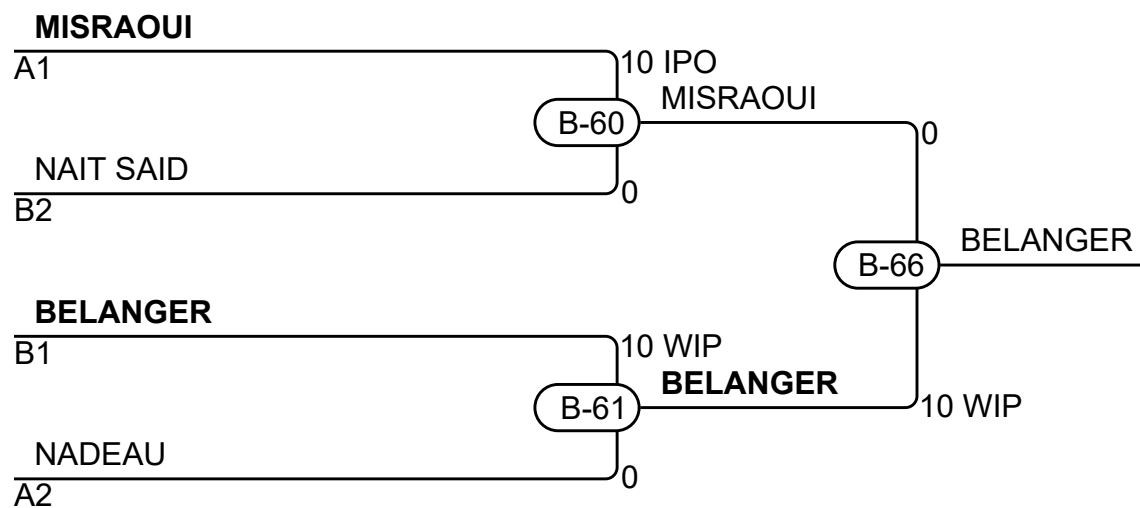 MISRAOUI
A1
10 IPO
MISRAOUI
B-60
0
NAIT SAID
B2
0
BELANGER
B-66
BELANGER
B1
10 WIP
BELANGER
B-61
10 WIP
NADEAU
A2
0